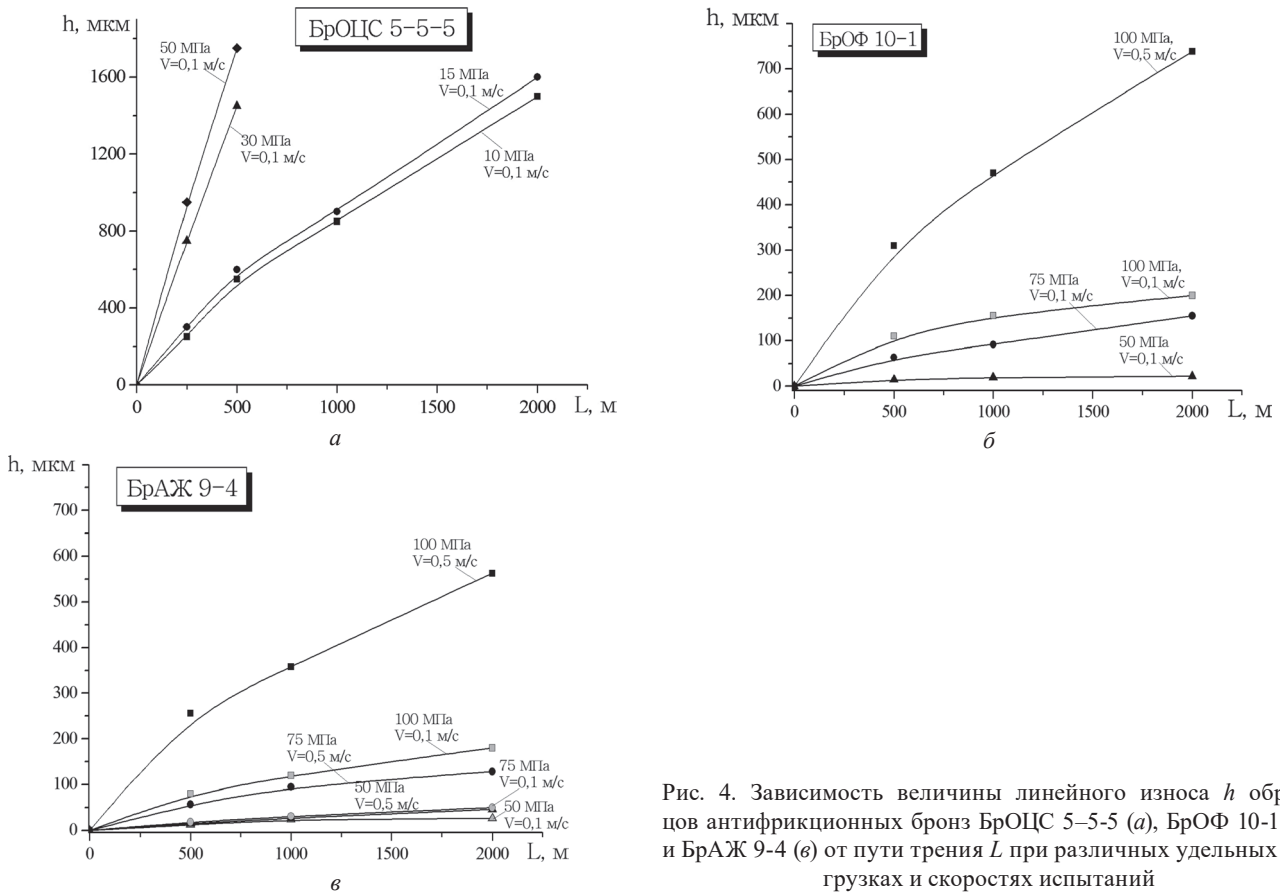 h, мкм
БрОЦС 5-5-5
50 МПа
V=0,1 м/с
30 МПа
V=0,1 м/с
15 МПа
V=0,1 м/с
10 МПа
V=0,1 м/с
1600
1200
800
400
0
0
500
1000
1500
2000
L, м
а
h, мкм
БрОФ 10-1
100 МПа,
V=0,5 м/с
100 МПа,
V=0,1 м/с
75 МПа
V=0,1 м/с
50 МПа
V=0,1 м/с
700
600
500
400
300
200
100
0
0
500
1000
1500
2000
L, м
б
h, мкм
БрАЖ 9-4
100 МПа
V=0,5 м/с
100 МПа
V=0,1 м/с
75 МПа
V=0,5 м/с
50 МПа
V=0,5 м/с
75 МПа
V=0,1 м/с
50 МПа
V=0,1 м/с
700
600
500
400
300
200
100
0
0
500
1000
1500
2000
L, м
в
Рис. 4. Зависимость величины линейного износа h обр
цов антифрикционных бронз БрОЦС 5–5-5 (а), БрОФ 10-1
и БрАЖ 9-4 (в) от пути трения L при различных удельных
грузках и скоростях испытаний